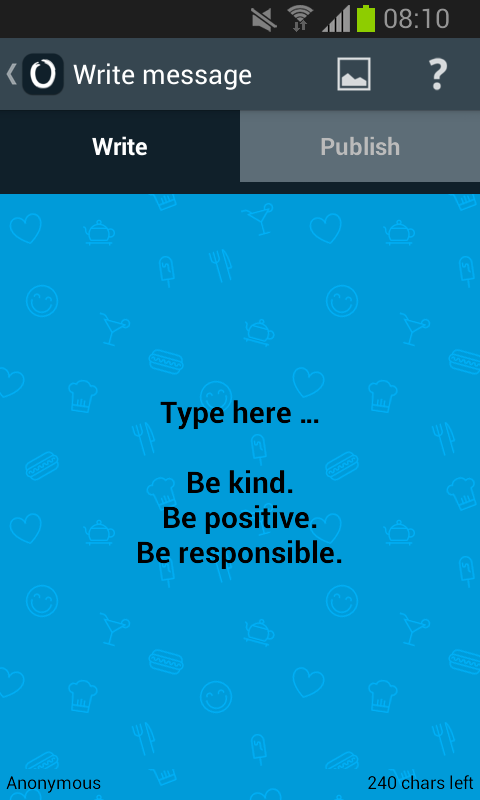 08:10
Write message
?
Write
Publish
Type here ...
Be kind.
Be positive.
Be responsible.
Anonymous
240 chars left